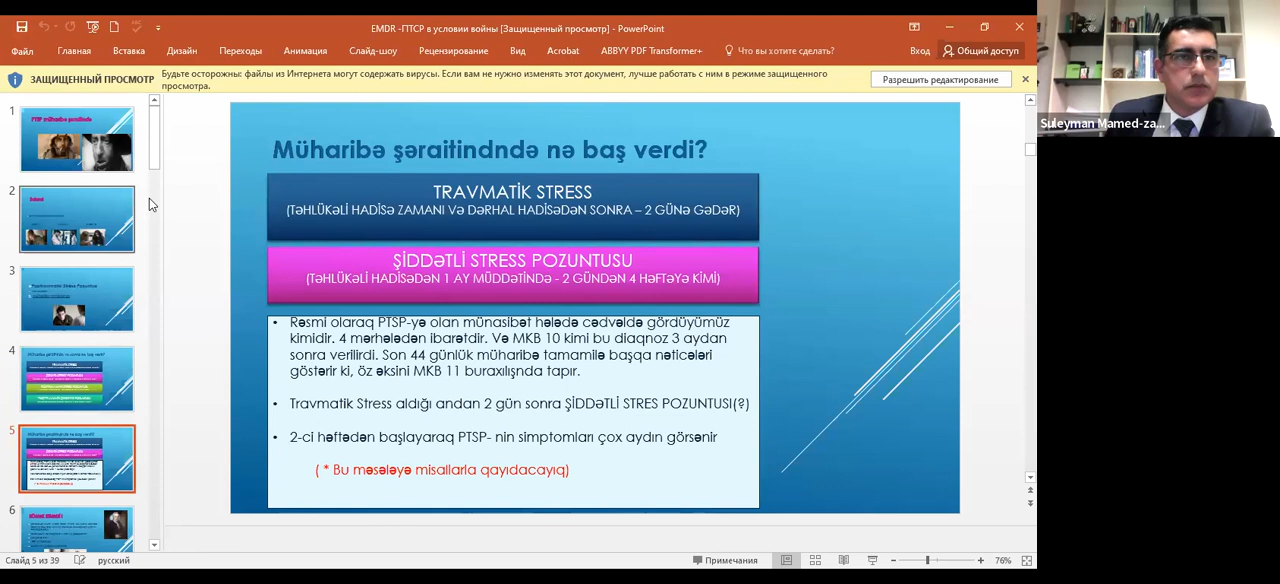 EMDR -ПТСР в условии войны [Защищенный просмотр] - PowerPoint
Файл Главная Вставка Дизайн Переходы Анимация Слайд-шоу Рецензирование Вид Acrobat ABBYY PDF Transformer+ Что вы хотите сделать? Вход Общий доступ
ЗАЩИЩЕННЫЙ ПРОСМОТР Будьте осторожны: файлы из Интернета могут содержать вирусы. Если вам не нужно изменять этот документ, лучше работать с ним в режиме защищенного
просмотра.
Разрешить редактирование
Suleyman Mamed-za...
1
2
3
4
5
6
Müharibə şəraitindndə nə baş verdi?
TRAVMATİK STRESS
(TƏHLÜKƏLİ HADİSƏ ZAMANI VƏ DƏRHAL HADİSƏDƏN SONRA – 2 GÜNƏ GƏDƏR)
ŞİDDƏTLİ STRESS POZUNTUSU
(TƏHLÜKƏLİ HADİSƏDƏN 1 AY MÜDDƏTİNDƏ - 2 GÜNDƏN 4 HƏFTƏYƏ KİMİ)
• Rəsmi olaraq PTSP-yə olan münasibət hələdə cədvəldə gördüyümüz
kimidir. 4 mərhələdən ibarətdir. Və MKB 10 kimi bu diaqnoz 3 aydan
sonra verilirdi. Son 44 günlük müharibə tamamilə başqa nəticələri
göstərir ki, öz əksini MKB 11 buraxılışnda tapır.
• Travmatik Stress aldığı andan 2 gün sonra ŞİDDƏTLİ STRES POZUNTUSI(?)
• 2-ci həftədən başlayaraq PTSP- nin simptomları çox aydın görsənir
( * Bu məsələyə misallarla qayıdacayıq)
Слайд 5 из 39 русский Примечания 76%